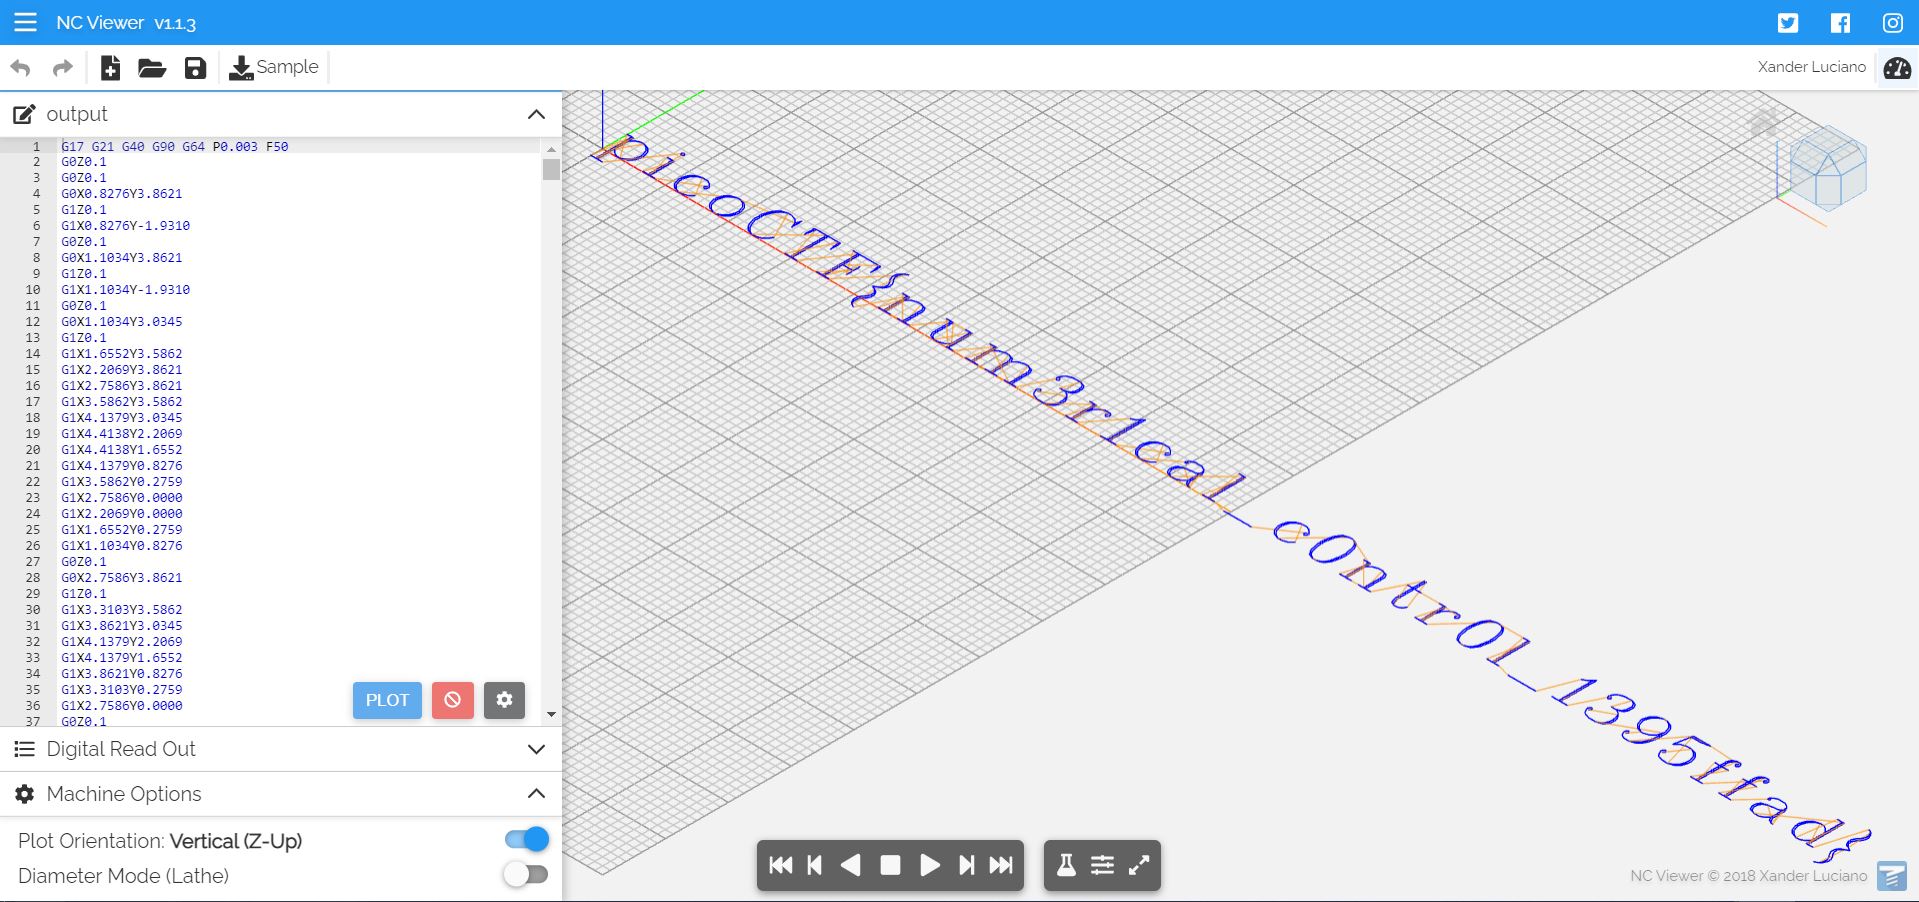 NC Viewer v1.1.3
Sample
Xander Luciano
output
1 G17 G21 G40 G90 G64 P0.003 F50
2 G0Z0.1
3 G0Z0.1
4 G0X0.8276Y3.8621
5 G1Z0.1
6 G1X0.8276Y-1.9310
7 G0Z0.1
8 G0X1.1034Y3.8621
9 G1Z0.1
10 G1X1.1034Y-1.9310
11 G0Z0.1
12 G0X1.1034Y3.0345
13 G1Z0.1
14 G1X1.6552Y3.5862
15 G1X2.2069Y3.8621
16 G1X2.7586Y3.8621
17 G1X3.5862Y3.5862
18 G1X4.1379Y3.0345
19 G1X4.4138Y2.2069
20 G1X4.4138Y1.6552
21 G1X4.1379Y0.8276
22 G1X3.5862Y0.2759
23 G1X2.7586Y0.0000
24 G1X2.2069Y0.0000
25 G1X1.6552Y0.2759
26 G1X1.1034Y0.8276
27 G0Z0.1
28 G0X2.7586Y3.8621
29 G1Z0.1
30 G1X3.3103Y3.5862
31 G1X3.8621Y3.0345
32 G1X4.1379Y2.2069
33 G1X4.1379Y1.6552
34 G1X3.8621Y0.8276
35 G1X3.3103Y0.2759
36 G1X2.7586Y0.0000
37 G0Z0.1
PLOT
Digital Read Out
Machine Options
Plot Orientation: Vertical (Z-Up)
Diameter Mode (Lathe)
picoCTF{num3r1cal_c0ntr0l_1395ffad}
NC Viewer © 2018 Xander Luciano